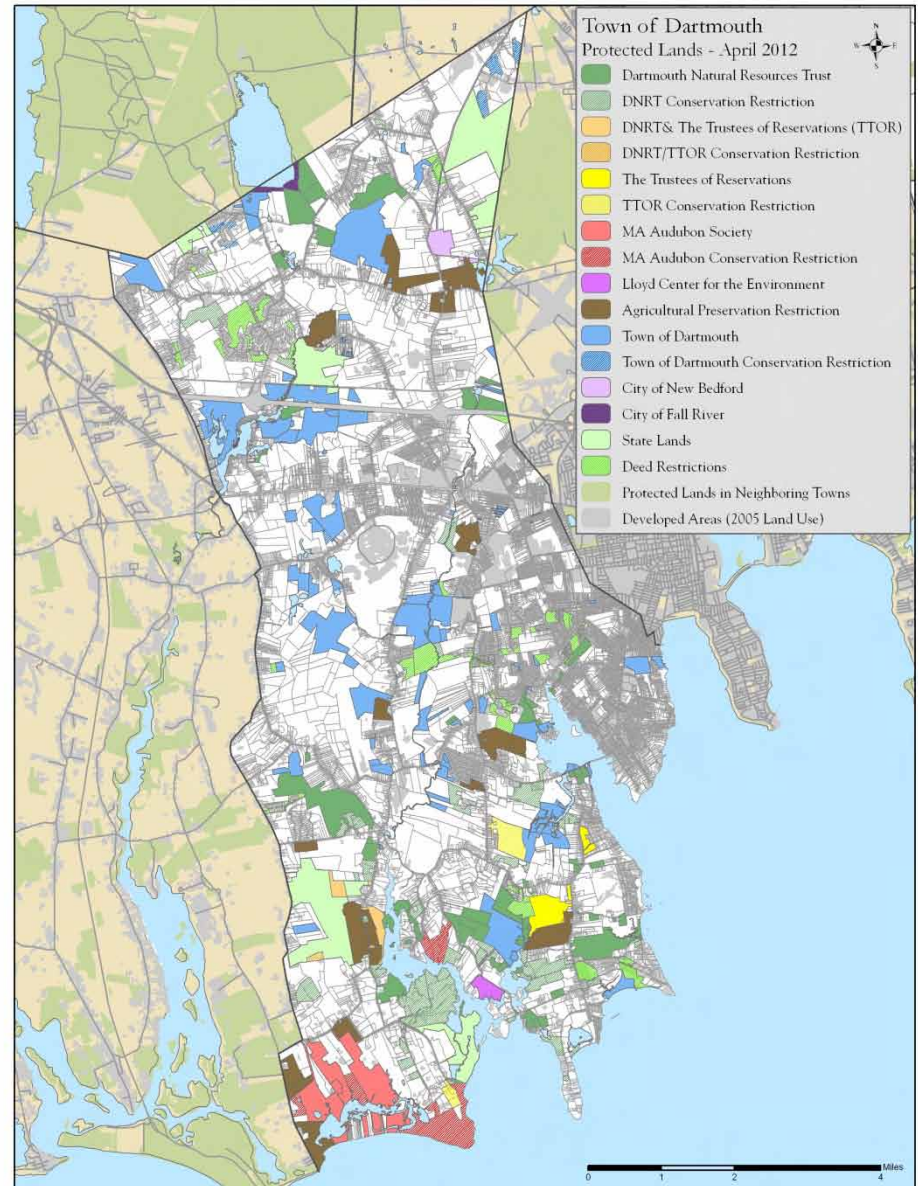 Town of Dartmouth
Protected Lands - April 2012
N
W E
S
Dartmouth Natural Resources Trust
DNRT Conservation Restriction
DNRT& The Trustees of Reservations (TTOR)
DNRT/TTOR Conservation Restriction
The Trustees of Reservations
TTOR Conservation Restriction
MA Audubon Society
MA Audubon Conservation Restriction
Lloyd Center for the Environment
Agricultural Preservation Restriction
Town of Dartmouth
Town of Dartmouth Conservation Restriction
City of New Bedford
City of Fall River
State Lands
Deed Restrictions
Protected Lands in Neighboring Towns
Developed Areas (2005 Land Use)
Miles
0 1 2 4